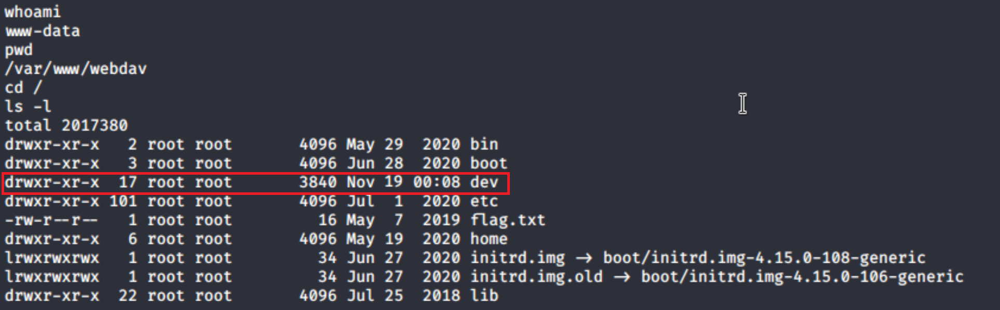 whoami
www-data
pwd
/var/www/webdav
cd /
ls -l
total 2017380
drwxr-xr-x   2 root root       4096 May 29  2020 bin
drwxr-xr-x   3 root root       4096 Jun 28  2020 boot
drwxr-xr-x  17 root root       3840 Nov 19 00:08 dev
drwxr-xr-x 101 root root       4096 Jul  1  2020 etc
-rw-r--r--   1 root root         16 May  7  2019 flag.txt
drwxr-xr-x   6 root root       4096 May 19  2020 home
lrwxrwxrwx   1 root root         34 Jun 27  2020 initrd.img -> boot/initrd.img-4.15.0-108-generic
lrwxrwxrwx   1 root root         34 Jun 27  2020 initrd.img.old -> boot/initrd.img-4.15.0-106-generic
drwxr-xr-x  22 root root       4096 Jul 25  2018 lib